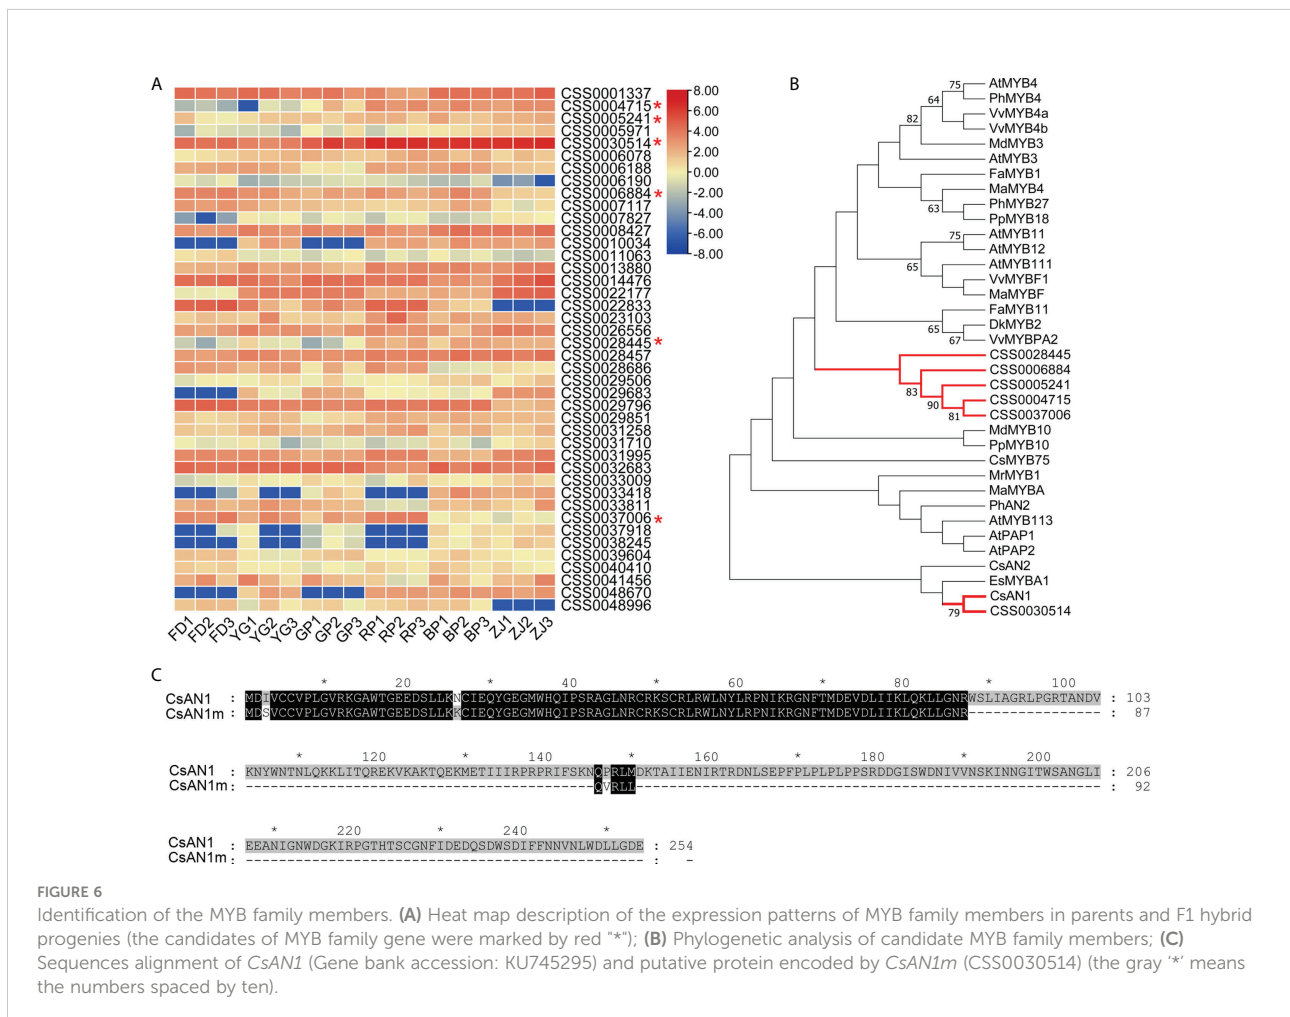 A
8.00
6.00
4.00
2.00
0.00
-2.00
-4.00
-6.00
-8.00
CSS0001337
CSS0004715 *
CSS0005241 *
CSS0005971
CSS0030514 *
CSS0006078
CSS0006188
CSS0006190
CSS0006884 *
CSS0007117
CSS0007827
CSS0008427
CSS0010034
CSS0011063
CSS0013880
CSS0014476
CSS0022177
CSS0022833
CSS0023103
CSS0026556
CSS0028445 *
CSS0028457
CSS0028686
CSS0029506
CSS0029683
CSS0029796
CSS0029851
CSS0031258
CSS0031710
CSS0031995
CSS0032683
CSS0033009
CSS0033418
CSS0033811
CSS0037006 *
CSS0037918
CSS0038245
CSS0039604
CSS0040410
CSS0041456
CSS0048670
CSS0048996
FD1 FD2 FD3 YG1 YG2 YG3 GP1 GP2 GP3 RP1 RP2 RP3 BP1 BP2 BP3 ZJ1 ZJ2 ZJ3
B
75
64
82
63
75
65
65
67
83
90
81
79
AtMYB4
PhMYB4
VvMYB4a
VvMYB4b
MdMYB3
AtMYB3
FaMYB1
MaMYB4
PhMYB27
PpMYB18
AtMYB11
AtMYB12
AtMYB111
VvMYBF1
MaMYBF
FaMYB11
DkMYB2
VvMYBPA2
CSS0028445
CSS0006884
CSS0005241
CSS0004715
CSS0037006
MdMYB10
PpMYB10
CsMYB75
MrMYB1
MaMYBA
PhAN2
AtMYB113
AtPAP1
AtPAP2
CsAN2
EsMYBA1
CsAN1
CSS0030514
C
* 20 * 40 * 60 * 80 * 100
CsAN1 : MDIVCCVPLGVRKGAWTGEEDSLLKNCIEQYGEGMWHQIPSRAGLNRCRKSCRLRWLNYLRPNIKRGNFTMDEVDLIIKLQKLLGNRWSLIAGRLPGRTANDV : 103
CsAN1m : MDSVCCVPLGVRKGAWTGEEDSLLKKCIEQYGEGMWHQIPSRAGLNRCRKSCRLRWLNYLRPNIKRGNFTMDEVDLIIKLQKLLGNR---------------- : 87
* 120 * 140 * 160 * 180 * 200
CsAN1 : KNYWNTNLQKKLITQREKVKAKTQEKMETIIIRPRPRIFSKNQPRLMDKTAIIENIRTRDNLSEPFPLPLPLPPSRDDGISWDNIVVNSKINNGITWSANGLI : 206
CsAN1m : ------------------------------------------QVRLL-------------------------------------------------------- : 92
* 220 * 240 *
CsAN1 : EEANIGNWDGKIRPGTHTSCGNFIDEDQSDWSDIFFNNVNLWDLLGDE : 254
CsAN1m : ------------------------------------------------ : -
FIGURE 6
Identification of the MYB family members. (A) Heat map description of the expression patterns of MYB family members in parents and F1 hybrid
progenies (the candidates of MYB family gene were marked by red "*"); (B) Phylogenetic analysis of candidate MYB family members; (C)
Sequences alignment of CsAN1 (Gene bank accession: KU745295) and putative protein encoded by CsAN1m (CSS0030514) (the gray '*' means
the numbers spaced by ten).